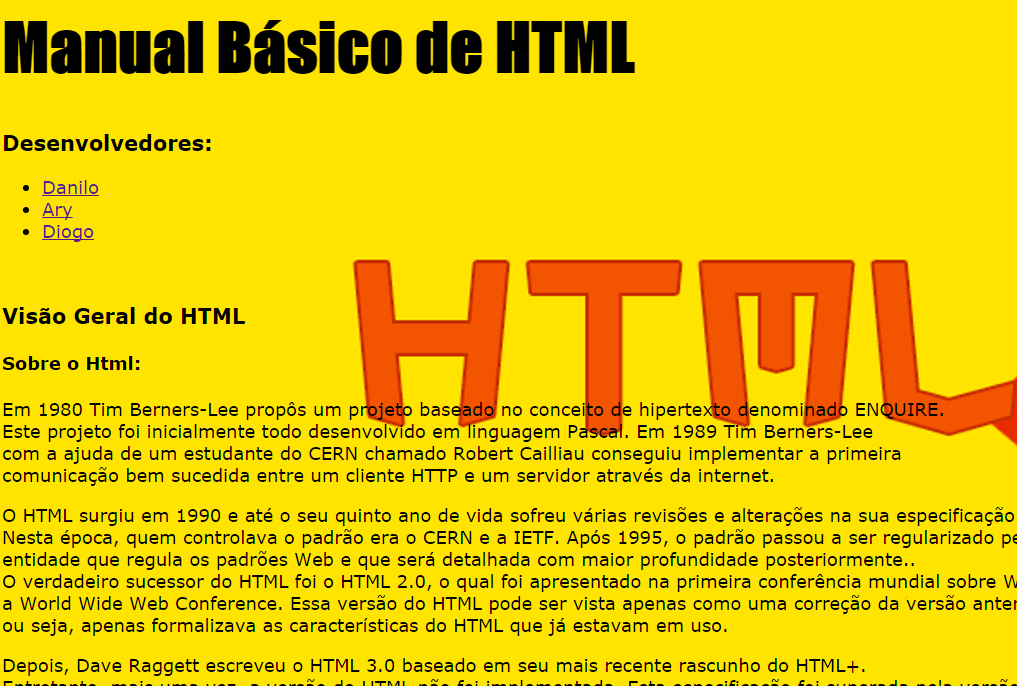 Manual Básico de HTML
Desenvolvedores:
Danilo
Ary
Diogo
HTML
Visão Geral do HTML
Sobre o Html:
Em 1980 Tim Berners-Lee propôs um projeto baseado no conceito de hipertexto denominado ENQUIRE.
Este projeto foi inicialmente todo desenvolvido em linguagem Pascal. Em 1989 Tim Berners-Lee
com a ajuda de um estudante do CERN chamado Robert Cailliau conseguiu implementar a primeira
comunicação bem sucedida entre um cliente HTTP e um servidor através da internet.
O HTML surgiu em 1990 e até o seu quinto ano de vida sofreu várias revisões e alterações na sua especificação
Nesta época, quem controlava o padrão era o CERN e a IETF. Após 1995, o padrão passou a ser regularizado
entidade que regula os padrões Web e que será detalhada com maior profundidade posteriormente..
O verdadeiro sucessor do HTML foi o HTML 2.0, o qual foi apresentado na primeira conferência mundial sobre
a World Wide Web Conference. Essa versão do HTML pode ser vista apenas como uma correção da versão
ou seja, apenas formalizava as características do HTML que já estavam em uso.
Depois, Dave Raggett escreveu o HTML 3.0 baseado em seu mais recente rascunho do HTML+.